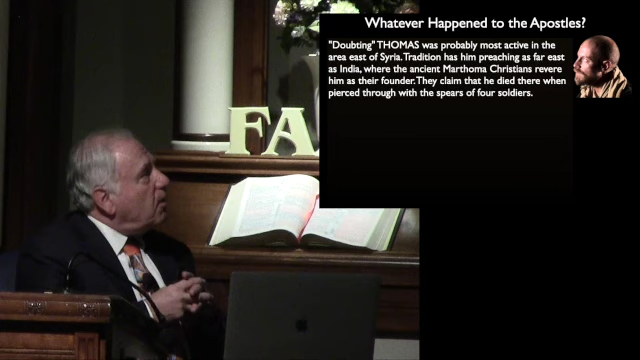 Whatever Happened to the Apostles?
"Doubting" THOMAS was probably most active in the
area east of Syria. Tradition has him preaching as far east
as India, where the ancient Marthoma Christians revere
him as their founder. They claim that he died there when
pierced through with the spears of four soldiers.
FA